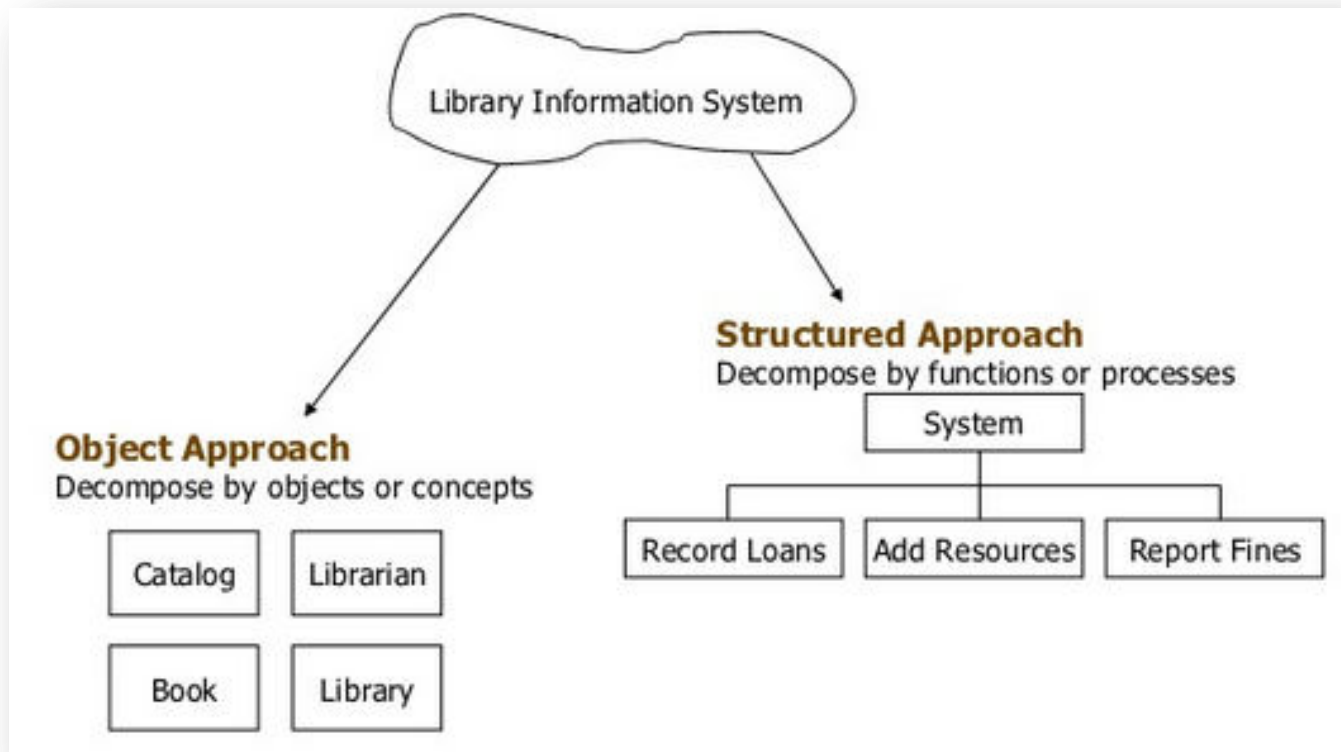 Library Information System
Structured Approach
Decompose by functions or processes
System
Record Loans
Add Resources
Report Fines
Object Approach
Decompose by objects or concepts
Catalog
Librarian
Book
Library